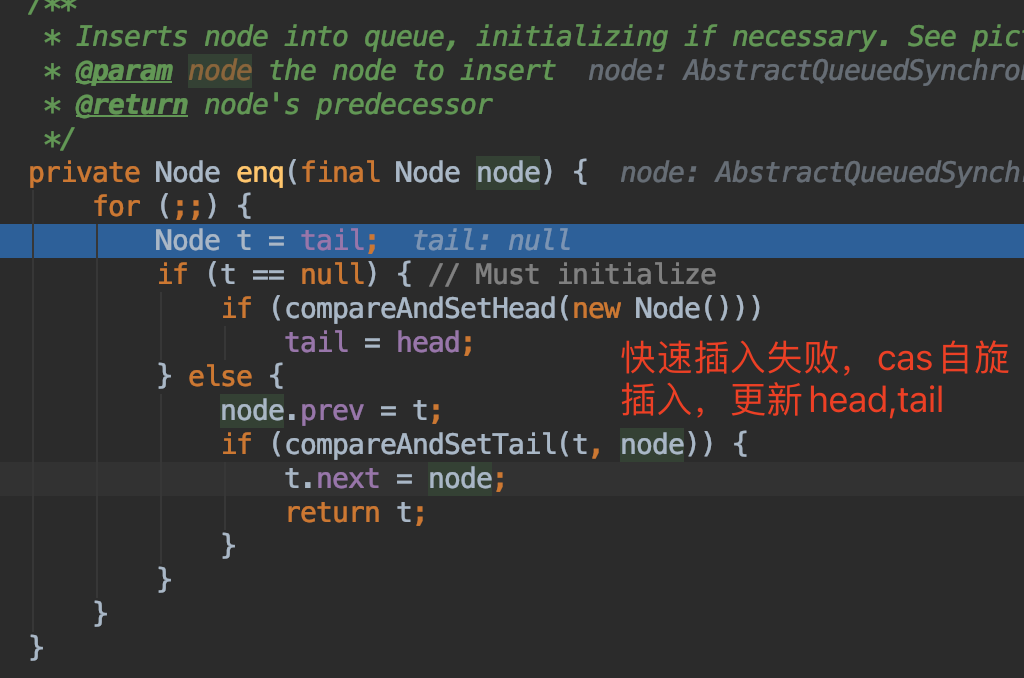 /**
* Inserts node into queue, initializing if necessary. See pict
* @param node the node to insert node: AbstractQueuedSynchron
* @return node's predecessor
*/
private Node enq(final Node node) { node: AbstractQueuedSynchr
for (;;) {
Node t = tail; tail: null
if (t == null) { // Must initialize
if (compareAndSetHead(new Node()))
tail = head;
} else {
node.prev = t;
if (compareAndSetTail(t, node)) {
t.next = node;
return t;
}
}
}
}
快速插入失败，cas自旋
插入，更新head,tail